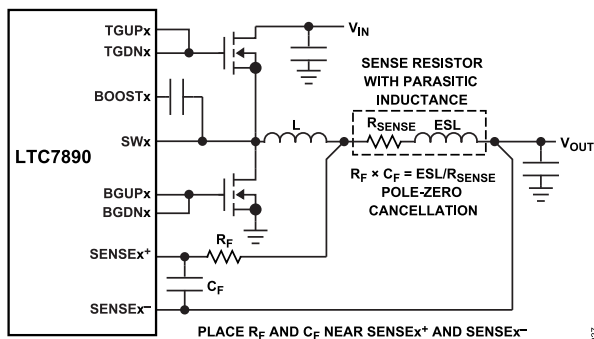 TGUPx
TGDNx
BOOSTx
SWx
LTC7890
BGUPx
BGDNx
SENSEx+
SENSEx−
VIN
SENSE RESISTOR
WITH PARASITIC
INDUCTANCE
L
RSENSE
ESL
VOUT
RF × CF = ESL/RSENSE
POLE-ZERO
CANCELLATION
RF
CF
PLACE RF AND CF NEAR SENSEx+ AND SENSEx−